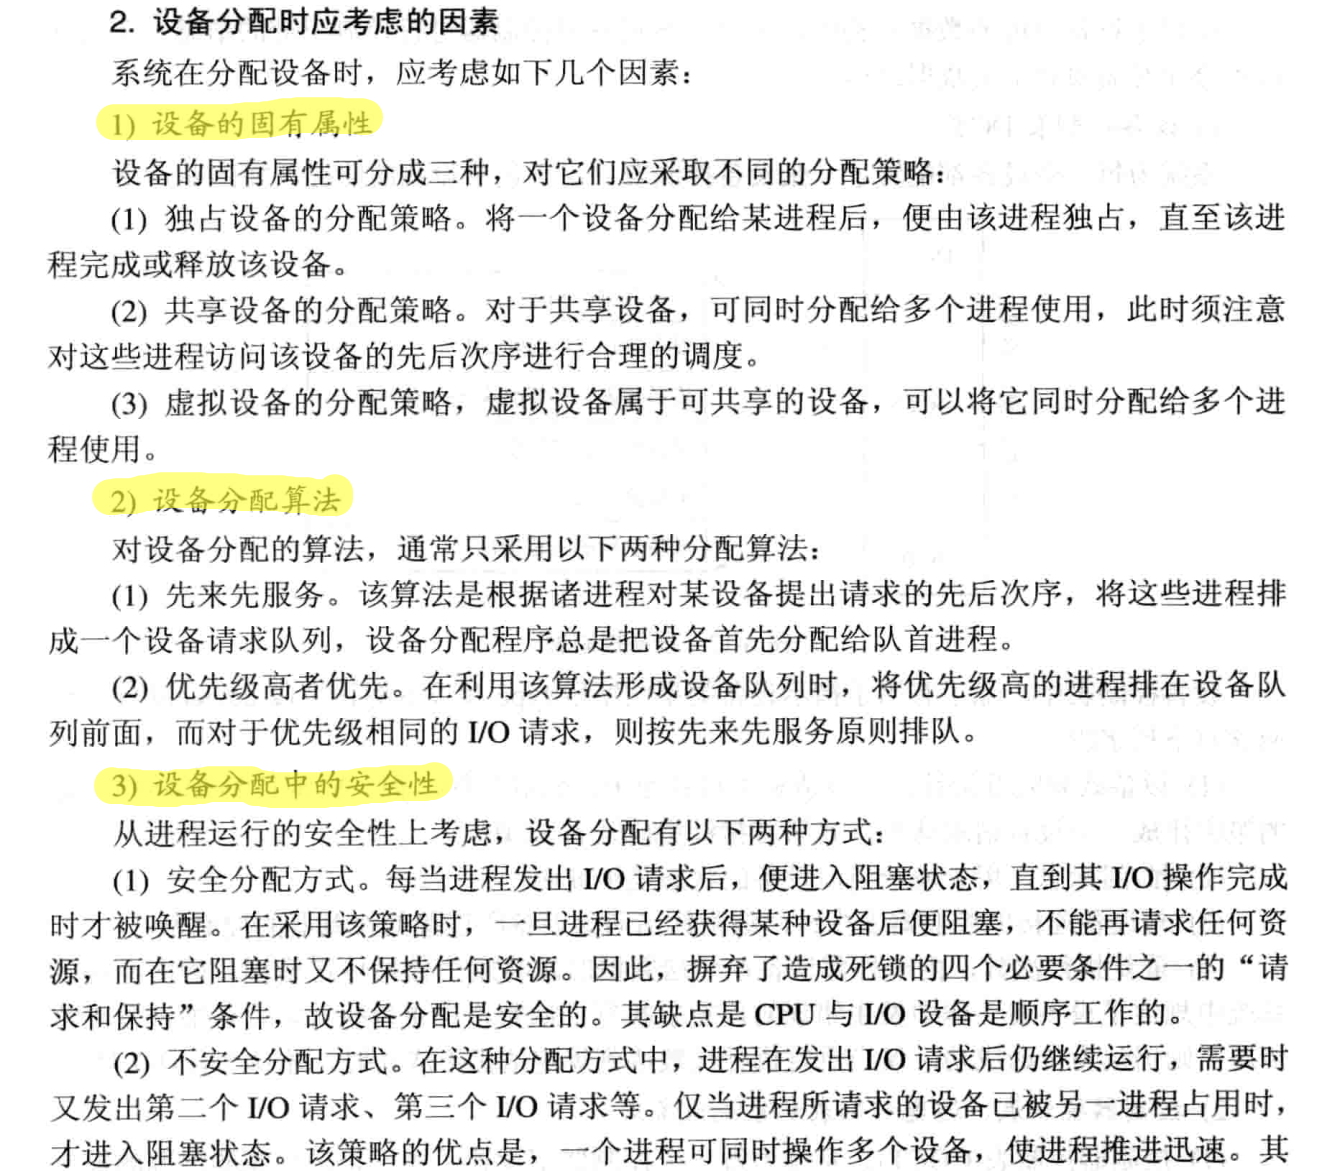 2. 设备分配时应考虑的因素
系统在分配设备时，应考虑如下几个因素：
1) 设备的固有属性
设备的固有属性可分成三种，对它们应采取不同的分配策略：
(1) 独占设备的分配策略。将一个设备分配给某进程后，便由该进程独占，直至该进
程完成或释放该设备。
(2) 共享设备的分配策略。对于共享设备，可同时分配给多个进程使用，此时须注意
对这些进程访问该设备的先后次序进行合理的调度。
(3) 虚拟设备的分配策略，虚拟设备属于可共享的设备，可以将它同时分配给多个进
程使用。
2) 设备分配算法
对设备分配的算法，通常只采用以下两种分配算法：
(1) 先来先服务。该算法是根据诸进程对某设备提出请求的先后次序，将这些进程排
成一个设备请求队列，设备分配程序总是把设备首先分配给队首进程。
(2) 优先级高者优先。在利用该算法形成设备队列时，将优先级高的进程排在设备队
列前面，而对于优先级相同的 I/O 请求，则按先来先服务原则排队。
3) 设备分配中的安全性
从进程运行的安全性上考虑，设备分配有以下两种方式：
(1) 安全分配方式。每当进程发出 I/O 请求后，便进入阻塞状态，直到其 I/O 操作完成
时才被唤醒。在采用该策略时，一旦进程已经获得某种设备后便阻塞，不能再请求任何资
源，而在它阻塞时又不保持任何资源。因此，摒弃了造成死锁的四个必要条件之一的“请
求和保持”条件，故设备分配是安全的。其缺点是 CPU 与 I/O 设备是顺序工作的。
(2) 不安全分配方式。在这种分配方式中，进程在发出 I/O 请求后仍继续运行，需要时
又发出第二个 I/O 请求、第三个 I/O 请求等。仅当进程所请求的设备已被另一进程占用时，
才进入阻塞状态。该策略的优点是，一个进程可同时操作多个设备，使进程推进迅速。其